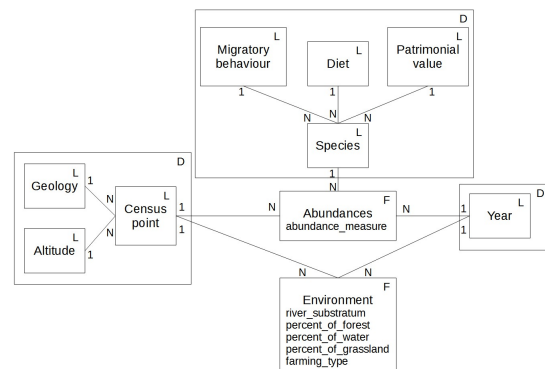 D
L
Migratory
behaviour
L
Diet
L
Patrimonial
value
1
1
1
N
N
N
L
Species
1
N
D
L
Geology
1
N
L
Census
point
L
Altitude
1
N
1
1
N
F
Abundances
abundance_measure
N
D
L
Year
1
1
N
N
F
Environment
river_substratum
percent_of_forest
percent_of_water
percent_of_grassland
farming_type